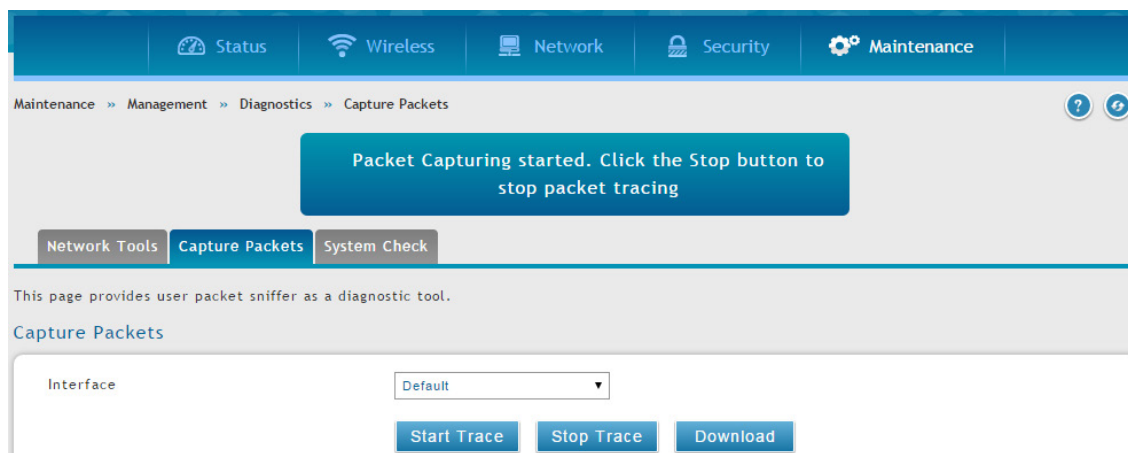 Status Wireless Network Security Maintenance
Maintenance » Management » Diagnostics » Capture Packets
?
Packet Capturing started. Click the Stop button to
stop packet tracing
Network Tools Capture Packets System Check
This page provides user packet sniffer as a diagnostic tool.
Capture Packets
Interface Default
Start Trace Stop Trace Download